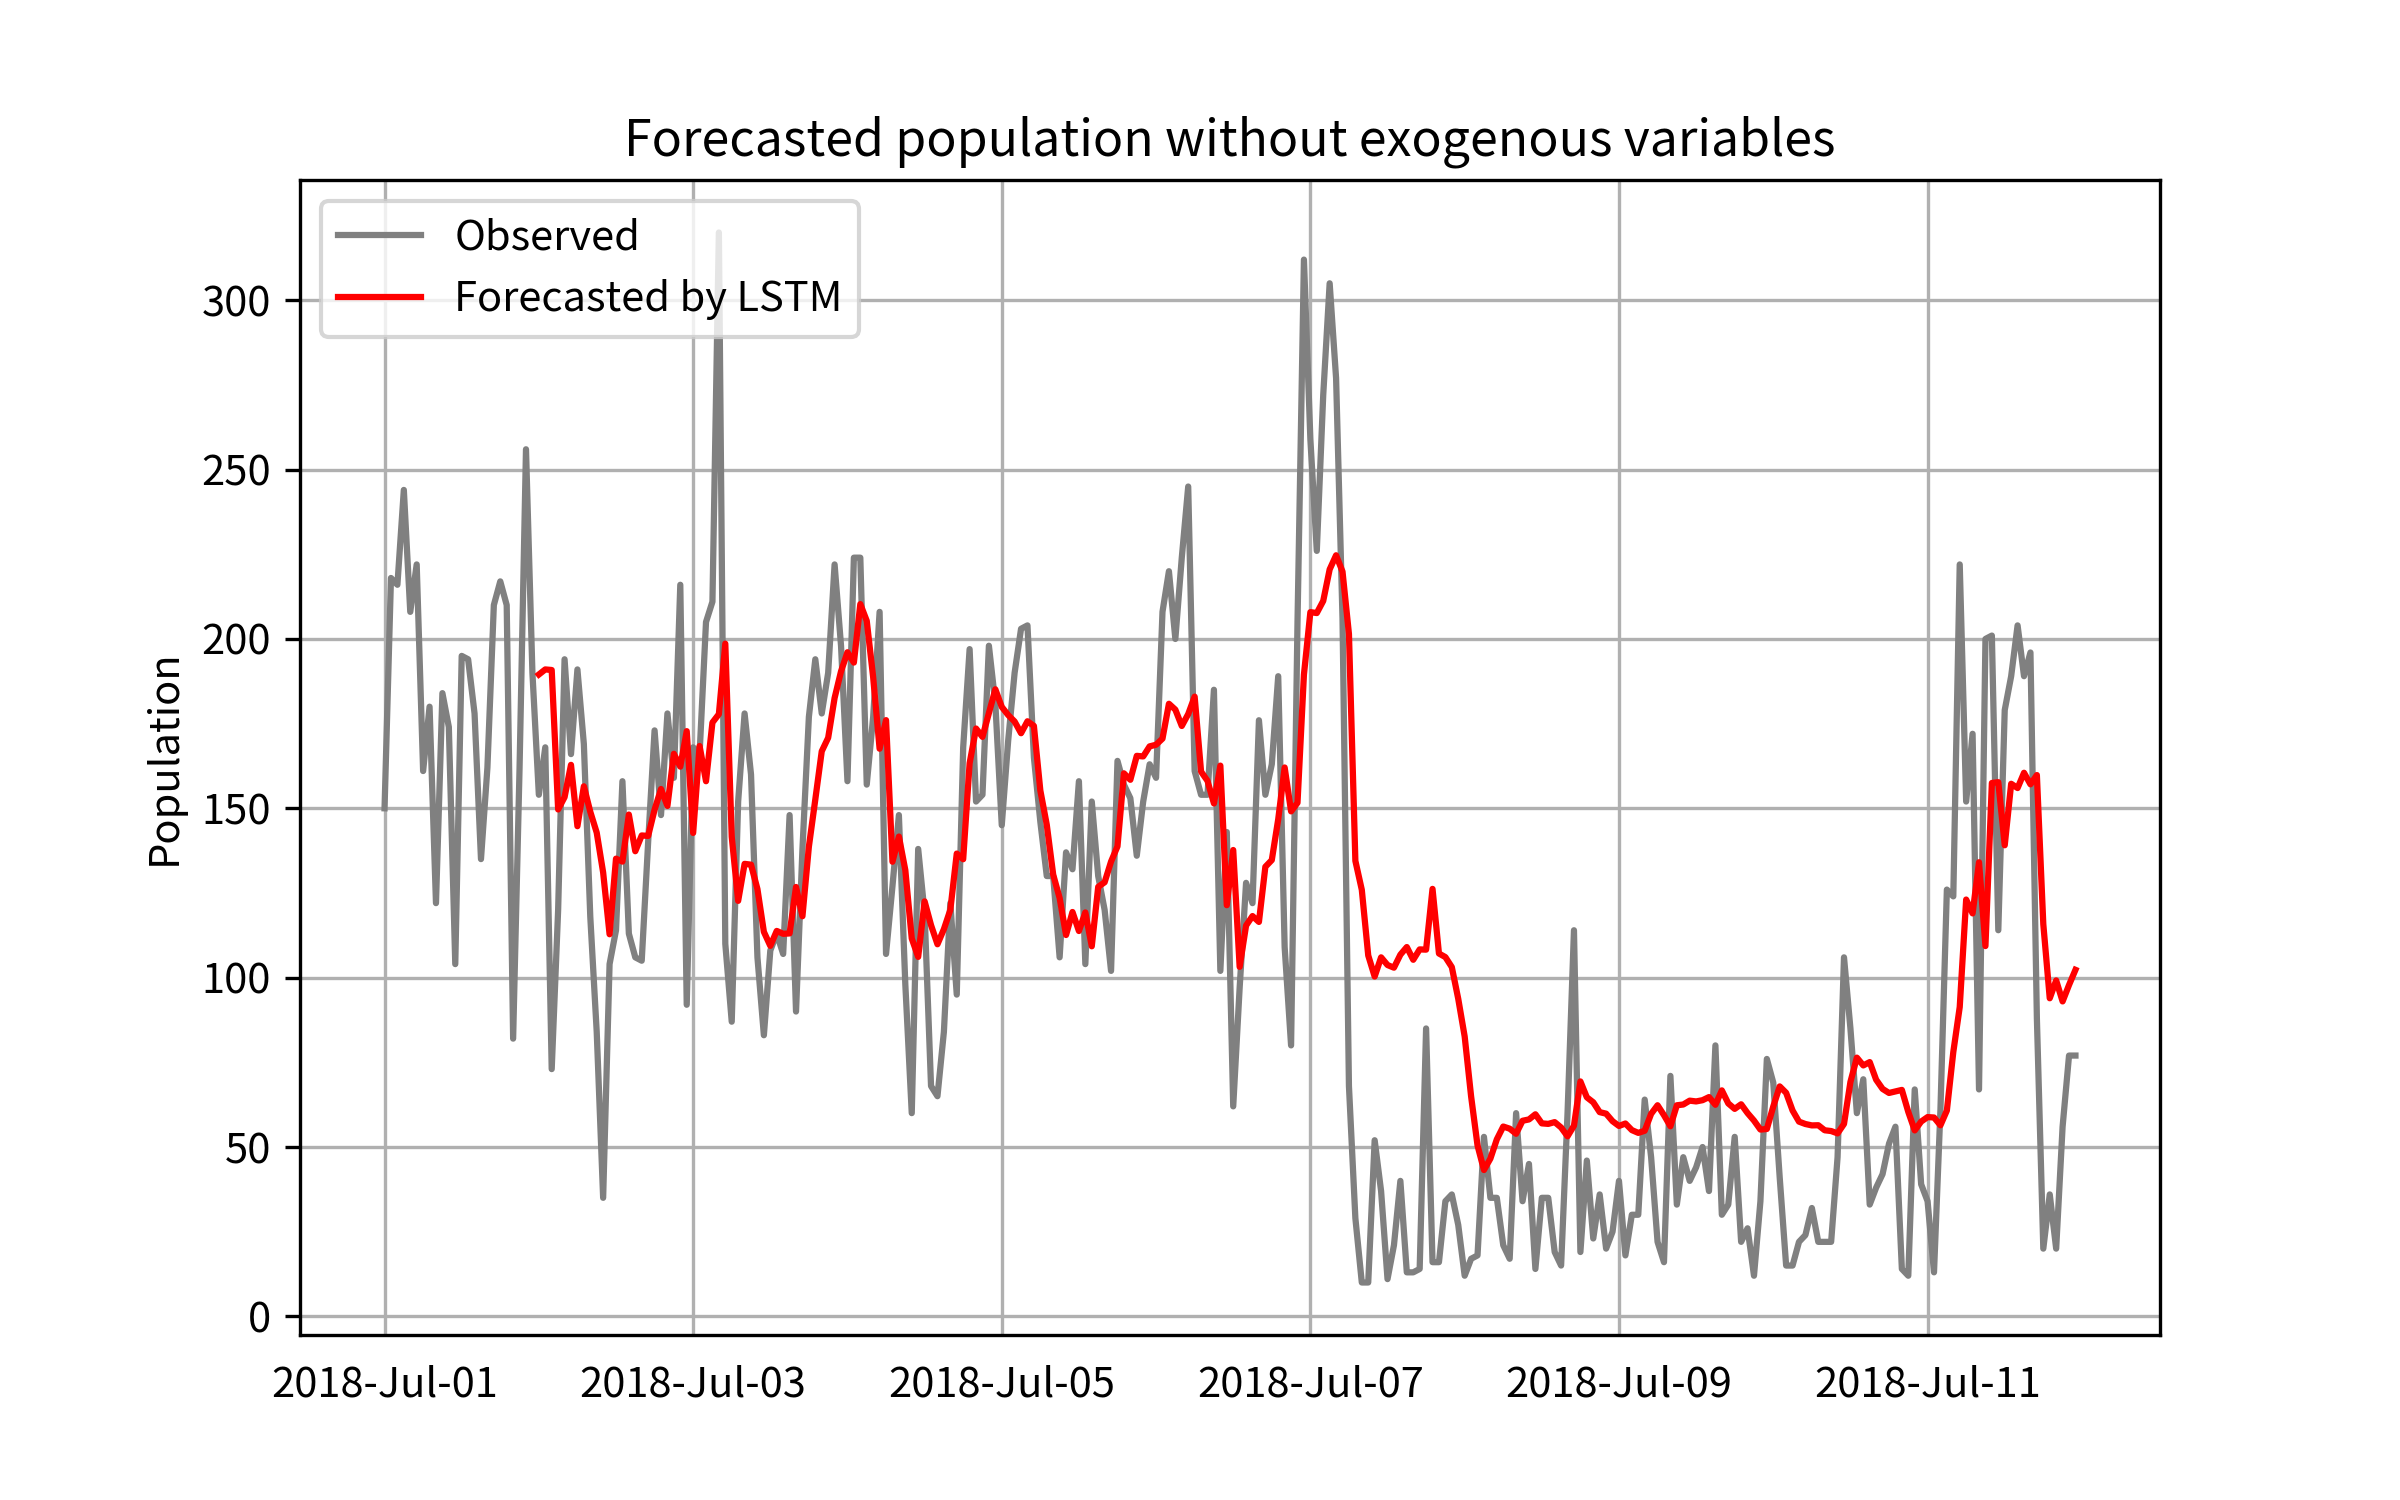 Forecasted population without exogenous variables
Observed
Forecasted by LSTM
Population
300
250
200
150
100
50
0
2018-Jul-01
2018-Jul-03
2018-Jul-05
2018-Jul-07
2018-Jul-09
2018-Jul-11